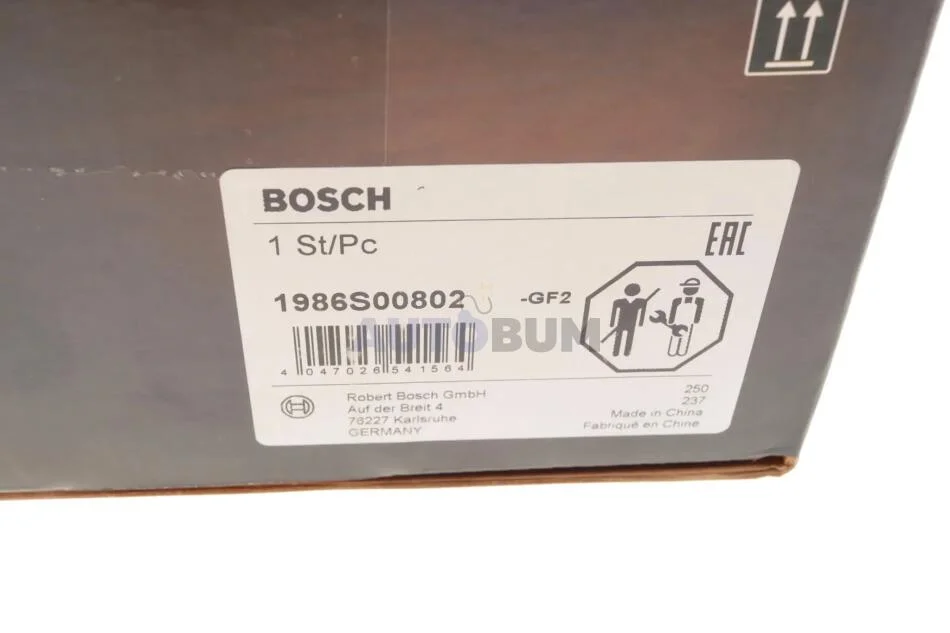 BOSCH
1 St/Pc
EAC
1986S00802 -GF2
AUTOBUM
4 047026 541564
Robert Bosch GmbH
Auf der Breit 4
76227 Karlsruhe
GERMANY
250
237
Made in China
Fabriqué en Chine